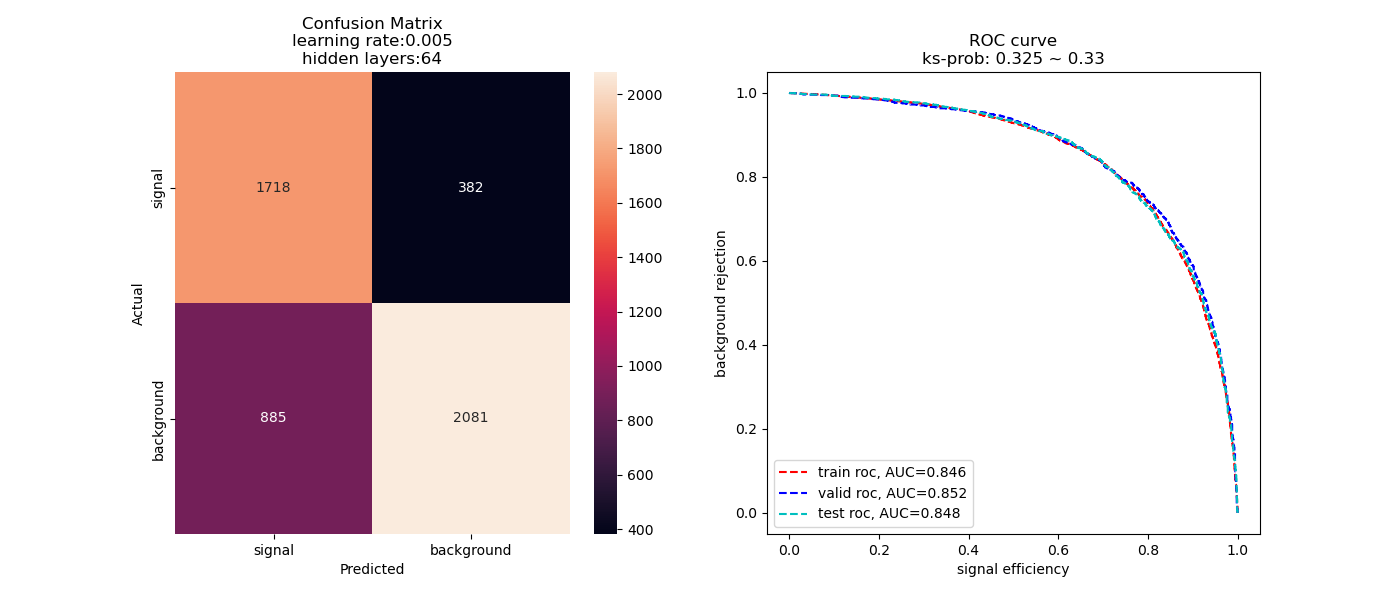 Confusion Matrix
learning rate:0.005
hidden layers:64
signal
background
Actual
1718
382
885
2081
signal
background
Predicted
2000
1800
1600
1400
1200
1000
800
600
400
ROC curve
ks-prob: 0.325 ~ 0.33
background rejection
1.0
0.8
0.6
0.4
0.2
0.0
train roc, AUC=0.846
valid roc, AUC=0.852
test roc, AUC=0.848
0.0
0.2
0.4
0.6
0.8
1.0
signal efficiency